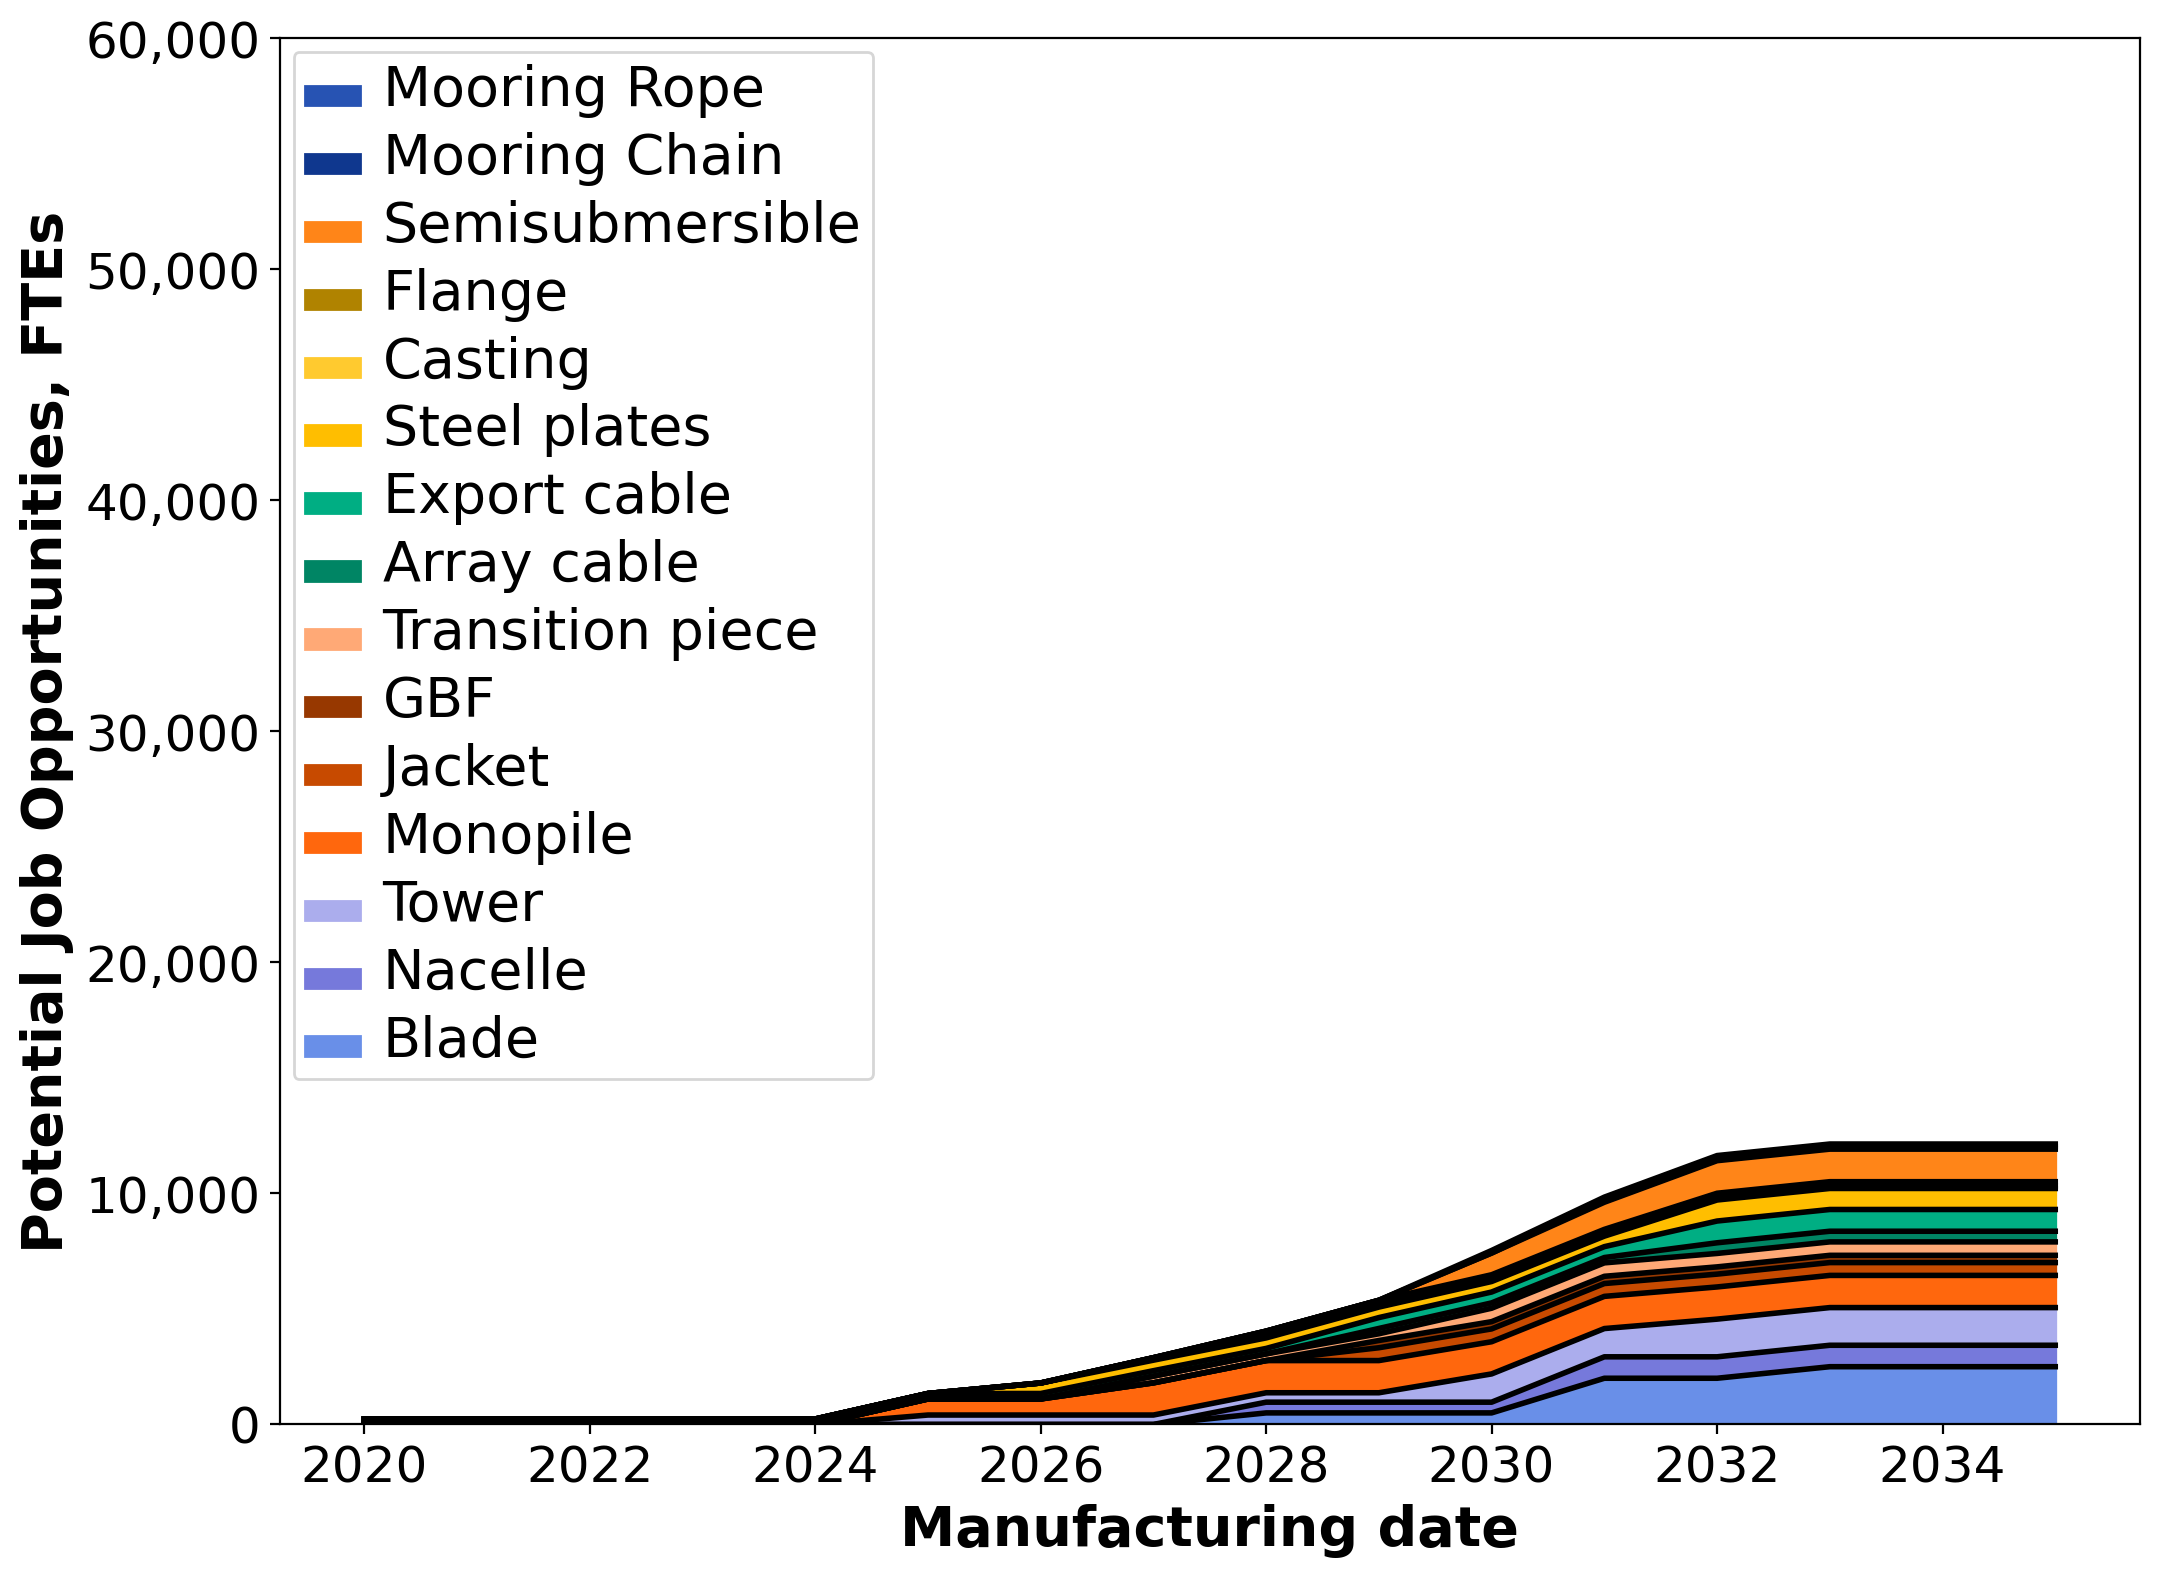 Potential Job Opportunities, FTEs
60,000
50,000
40,000
30,000
20,000
10,000
0
Mooring Rope
Mooring Chain
Semisubmersible
Flange
Casting
Steel plates
Export cable
Array cable
Transition piece
GBF
Jacket
Monopile
Tower
Nacelle
Blade
2020 2022 2024 2026 2028 2030 2032 2034
Manufacturing date